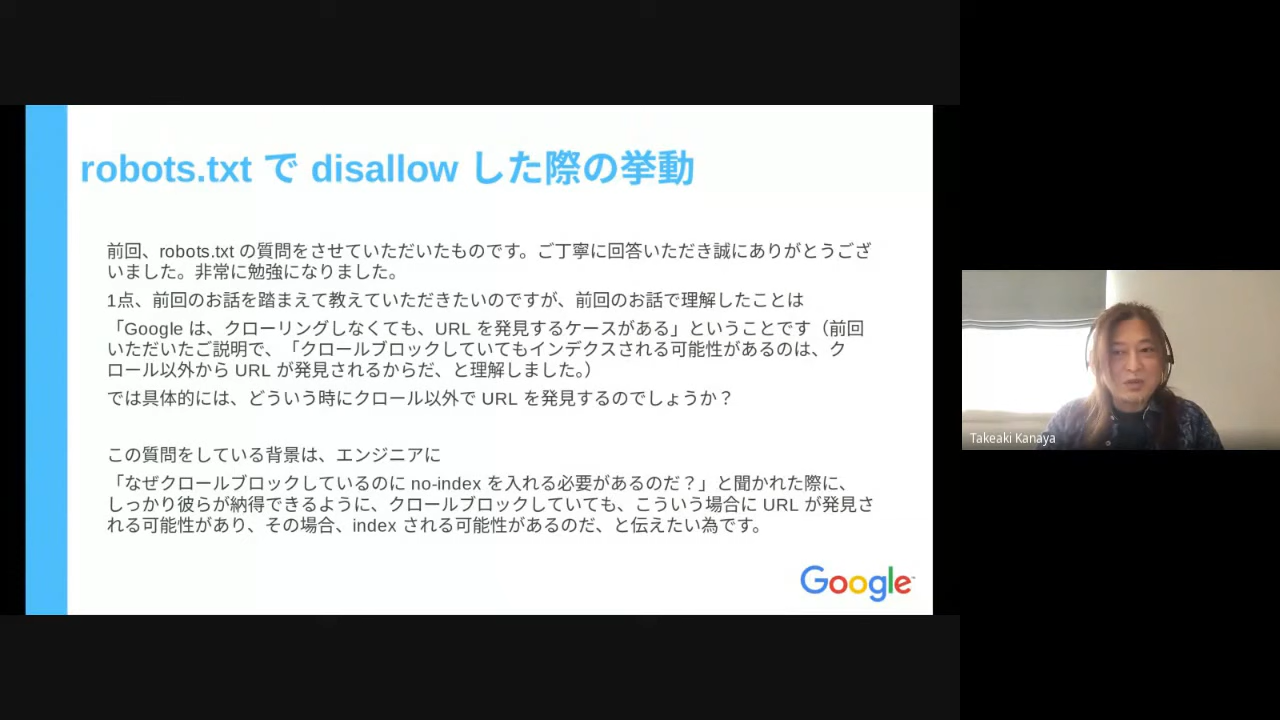 robots.txt で disallow した際の挙動
前回、robots.txt の質問をさせていただいたものです。ご丁寧に回答いただき誠にありがとうござ
いました。非常に勉強になりました。
1点、前回のお話を踏まえて教えていただきたいのですが、前回のお話で理解したことは
「Google は、クローリングしなくても、URL を発見するケースがある」ということです（前回
いただいたご説明で、「クロールブロックしていてもインデクスされる可能性があるのは、ク
ロール以外から URL が発見されるからだ、と理解しました。）
では具体的には、どういう時にクロール以外で URL を発見するのでしょうか？
この質問をしている背景は、エンジニアに
「なぜクロールブロックしているのに no-index を入れる必要があるのだ？」と聞かれた際に、
しっかり彼らが納得できるように、クロールブロックしていても、こういう場合に URL が発見さ
れる可能性があり、その場合、index される可能性があるのだ、と伝えたい為です。
Google
Takeaki Kanaya